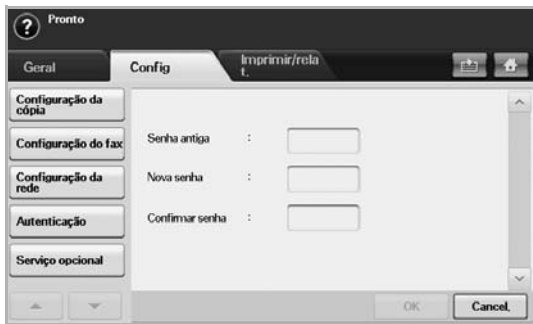 ?
Pronto
Geral
Config
Imprimir/rela
t.
Configuração da
cópia
Configuração do fax
Configuração da
rede
Autenticação
Serviço opcional
Senha antiga :
Nova senha :
Confirmar senha :
OK
Cancel.